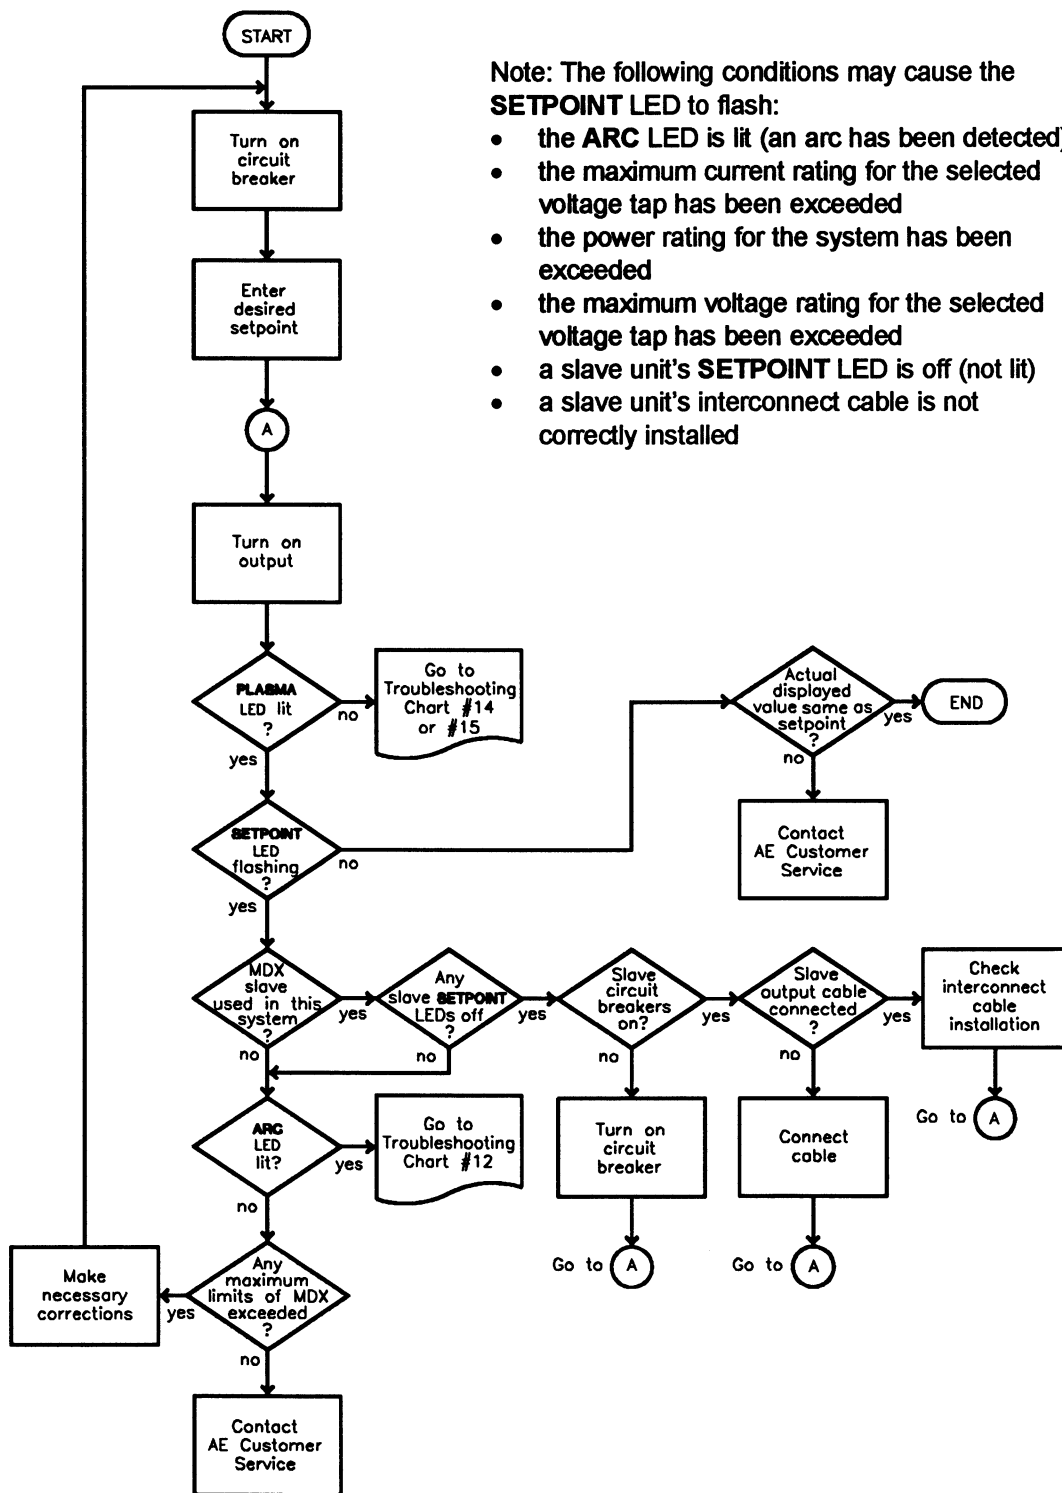 START
Note: The following conditions may cause the
SETPOINT LED to flash:
• the ARC LED is lit (an arc has been detected)
• the maximum current rating for the selected
voltage tap has been exceeded
• the power rating for the system has been
exceeded
• the maximum voltage rating for the selected
voltage tap has been exceeded
• a slave unit's SETPOINT LED is off (not lit)
• a slave unit's interconnect cable is not
correctly installed
Turn on
circuit
breaker
Enter
desired
setpoint
A
Turn on
output
PLASMA
LED lit
?
no
yes
Go to
Troubleshooting
Chart #14
or #15
Actual
displayed
value same as
setpoint
?
yes
no
END
Contact
AE Customer
Service
SETPOINT
LED
flashing
?
no
yes
MDX
slave
used in this
system
?
yes
no
Any
slave SETPOINT
LEDs off
?
yes
no
Slave
circuit
breakers
on?
yes
no
Slave
output cable
connected
?
yes
no
Check
interconnect
cable
installation
Go to A
ARC
LED
lit?
yes
no
Go to
Troubleshooting
Chart #12
Turn on
circuit
breaker
Go to A
Connect
cable
Go to A
Any
maximum
limits of MDX
exceeded
?
yes
no
Make
necessary
corrections
Contact
AE Customer
Service